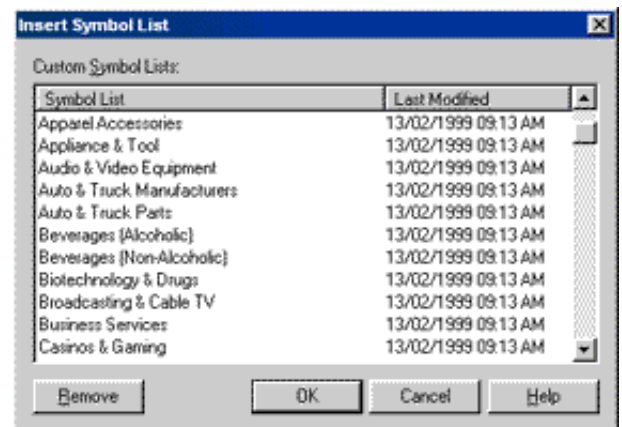 Insert Symbol List
Custom Symbol Lists:
Symbol List Last Modified
Apparel Accessories 13/02/1999 09:13 AM
Appliance & Tool 13/02/1999 09:13 AM
Audio & Video Equipment 13/02/1999 09:13 AM
Auto & Truck Manufacturers 13/02/1999 09:13 AM
Auto & Truck Parts 13/02/1999 09:13 AM
Beverages (Alcoholic) 13/02/1999 09:13 AM
Beverages (Non-Alcoholic) 13/02/1999 09:13 AM
Biotechnology & Drugs 13/02/1999 09:13 AM
Broadcasting & Cable TV 13/02/1999 09:13 AM
Business Services 13/02/1999 09:13 AM
Casinos & Gaming 13/02/1999 09:13 AM
Remove OK Cancel Help